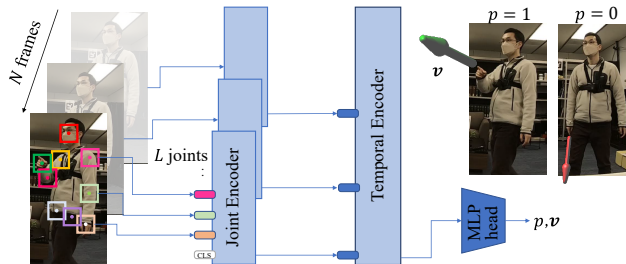 N frames
L joints
:
Joint Encoder
CLS
Temporal Encoder
MLP
head
p,v
v
p = 1
p = 0